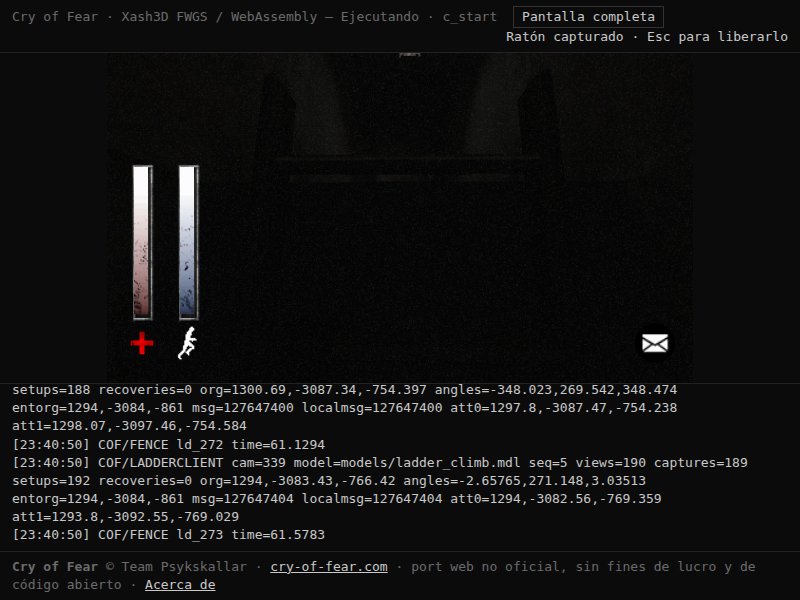 Cry of Fear · Xash3D FWGS / WebAssembly — Ejecutando · c_start Pantalla completa
Ratón capturado · Esc para liberarlo
setups=188 recoveries=0 org=1300.69,-3087.34,-754.397 angles=-348.023,269.542,348.474
entorg=1294,-3084,-861 msg=127647400 localmsg=127647400 att0=1297.8,-3087.47,-754.238
att1=1298.07,-3097.46,-754.584
[23:40:50] COF/FENCE ld_272 time=61.1294
[23:40:50] COF/LADDERCLIENT cam=339 model=models/ladder_climb.mdl seq=5 views=190 captures=189
setups=192 recoveries=0 org=1294,-3083.43,-766.42 angles=-2.65765,271.148,3.03513
entorg=1294,-3084,-861 msg=127647404 localmsg=127647404 att0=1294,-3082.56,-769.359
att1=1293.8,-3092.55,-769.029
[23:40:50] COF/FENCE ld_273 time=61.5783
Cry of Fear © Team Psykskallar · cry-of-fear.com · port web no oficial, sin fines de lucro y de
código abierto · Acerca de